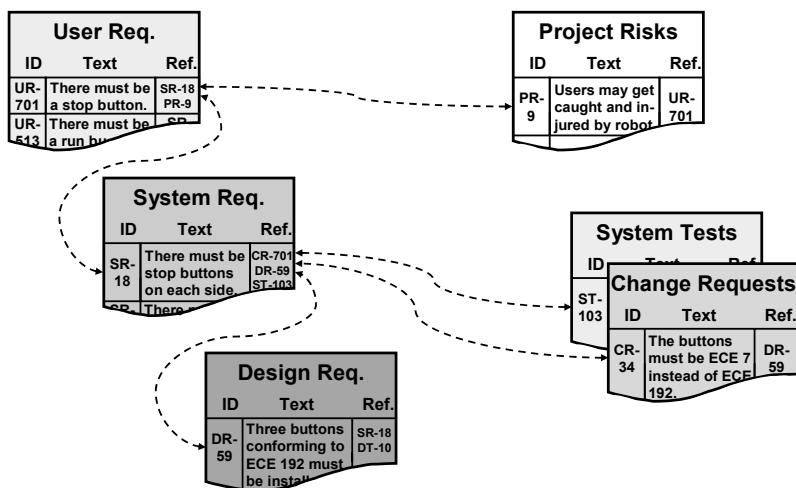 User Req.
ID Text Ref.
UR-
701
There must be
a stop button.
SR-18
PR-9
UR-
513
There must be
a run
Project Risks
ID Text Ref.
PR-
9
Users may get
caught and in-
jured by robot
UR-
701
System Req.
ID Text Ref.
SR-
18
There must be
stop buttons
on each side.
CR-701
DR-59
ST-103
SR-
There
System Tests
ID
ST-
103
Change Requests
ID Text Ref.
CR-
34
The buttons
must be ECE 7
instead of ECE
192.
DR-
59
Design Req.
ID Text Ref.
DR-
59
Three buttons
conforming to
ECE 192 must
be
SR-18
DT-10